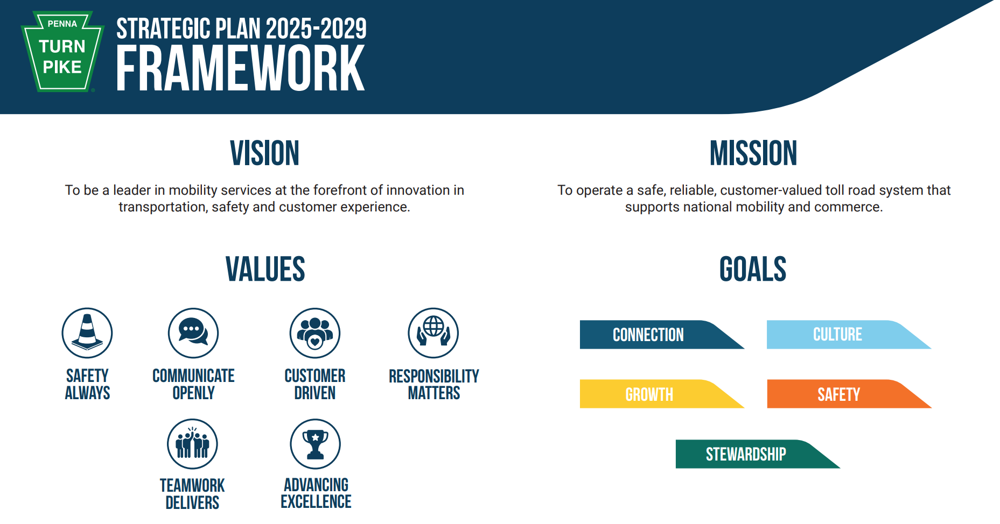 PENNA
TURN
PIKE
®
STRATEGIC PLAN 2025-2029
FRAMEWORK
VISION
To be a leader in mobility services at the forefront of innovation in
transportation, safety and customer experience.
MISSION
To operate a safe, reliable, customer-valued toll road system that
supports national mobility and commerce.
VALUES
SAFETY
ALWAYS
COMMUNICATE
OPENLY
CUSTOMER
DRIVEN
RESPONSIBILITY
MATTERS
TEAMWORK
DELIVERS
ADVANCING
EXCELLENCE
GOALS
CONNECTION
CULTURE
GROWTH
SAFETY
STEWARDSHIP